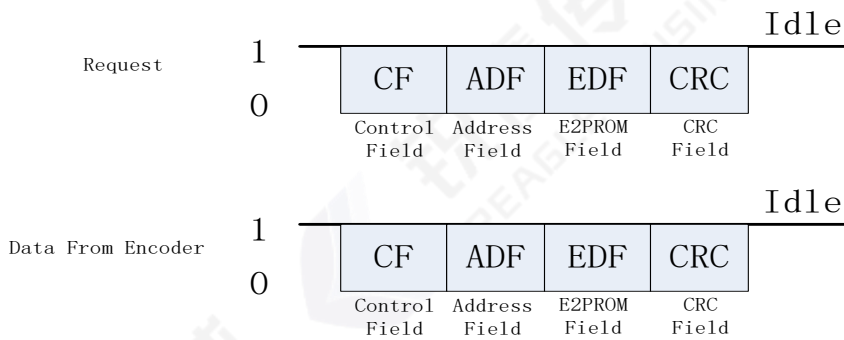 Idle
Request
1
0
CF ADF EDF CRC
Control Address E2PROM CRC
Field Field Field Field
Idle
Data From Encoder
1
0
CF ADF EDF CRC
Control Address E2PROM CRC
Field Field Field Field